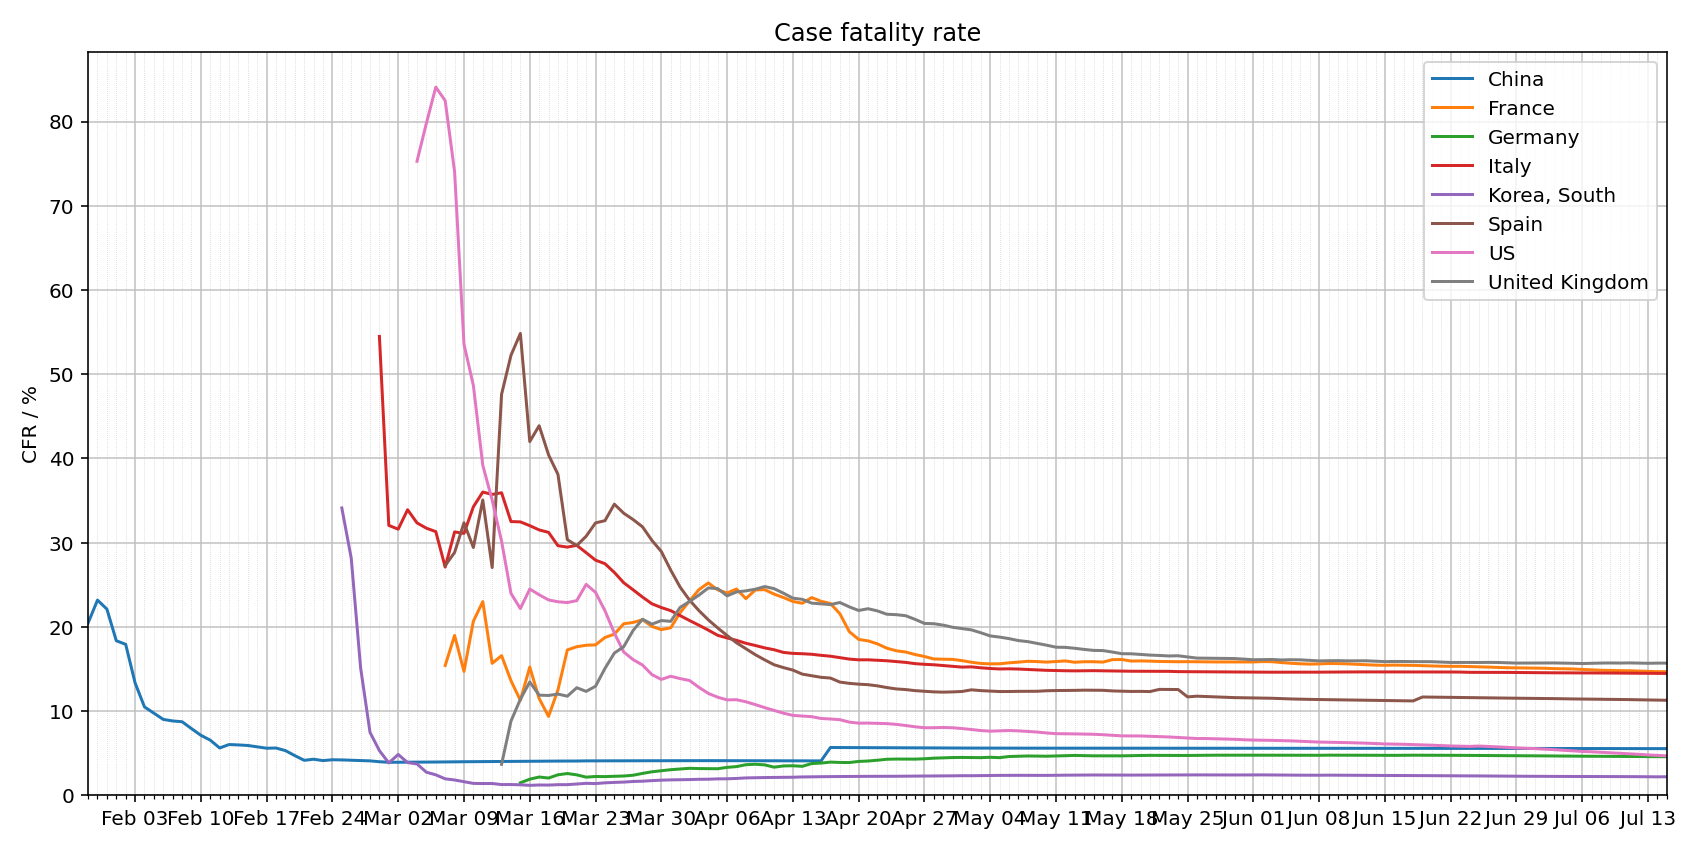 Case fatality rate
CFR / %
80
70
60
50
40
30
20
10
0
China
France
Germany
Italy
Korea, South
Spain
US
United Kingdom
Feb 03 Feb 10 Feb 17 Feb 24 Mar 02 Mar 09 Mar 16 Mar 23 Mar 30 Apr 06 Apr 13 Apr 20 Apr 27 May 04 May 11 May 18 May 25 Jun 01 Jun 08 Jun 15 Jun 22 Jun 29 Jul 06 Jul 13